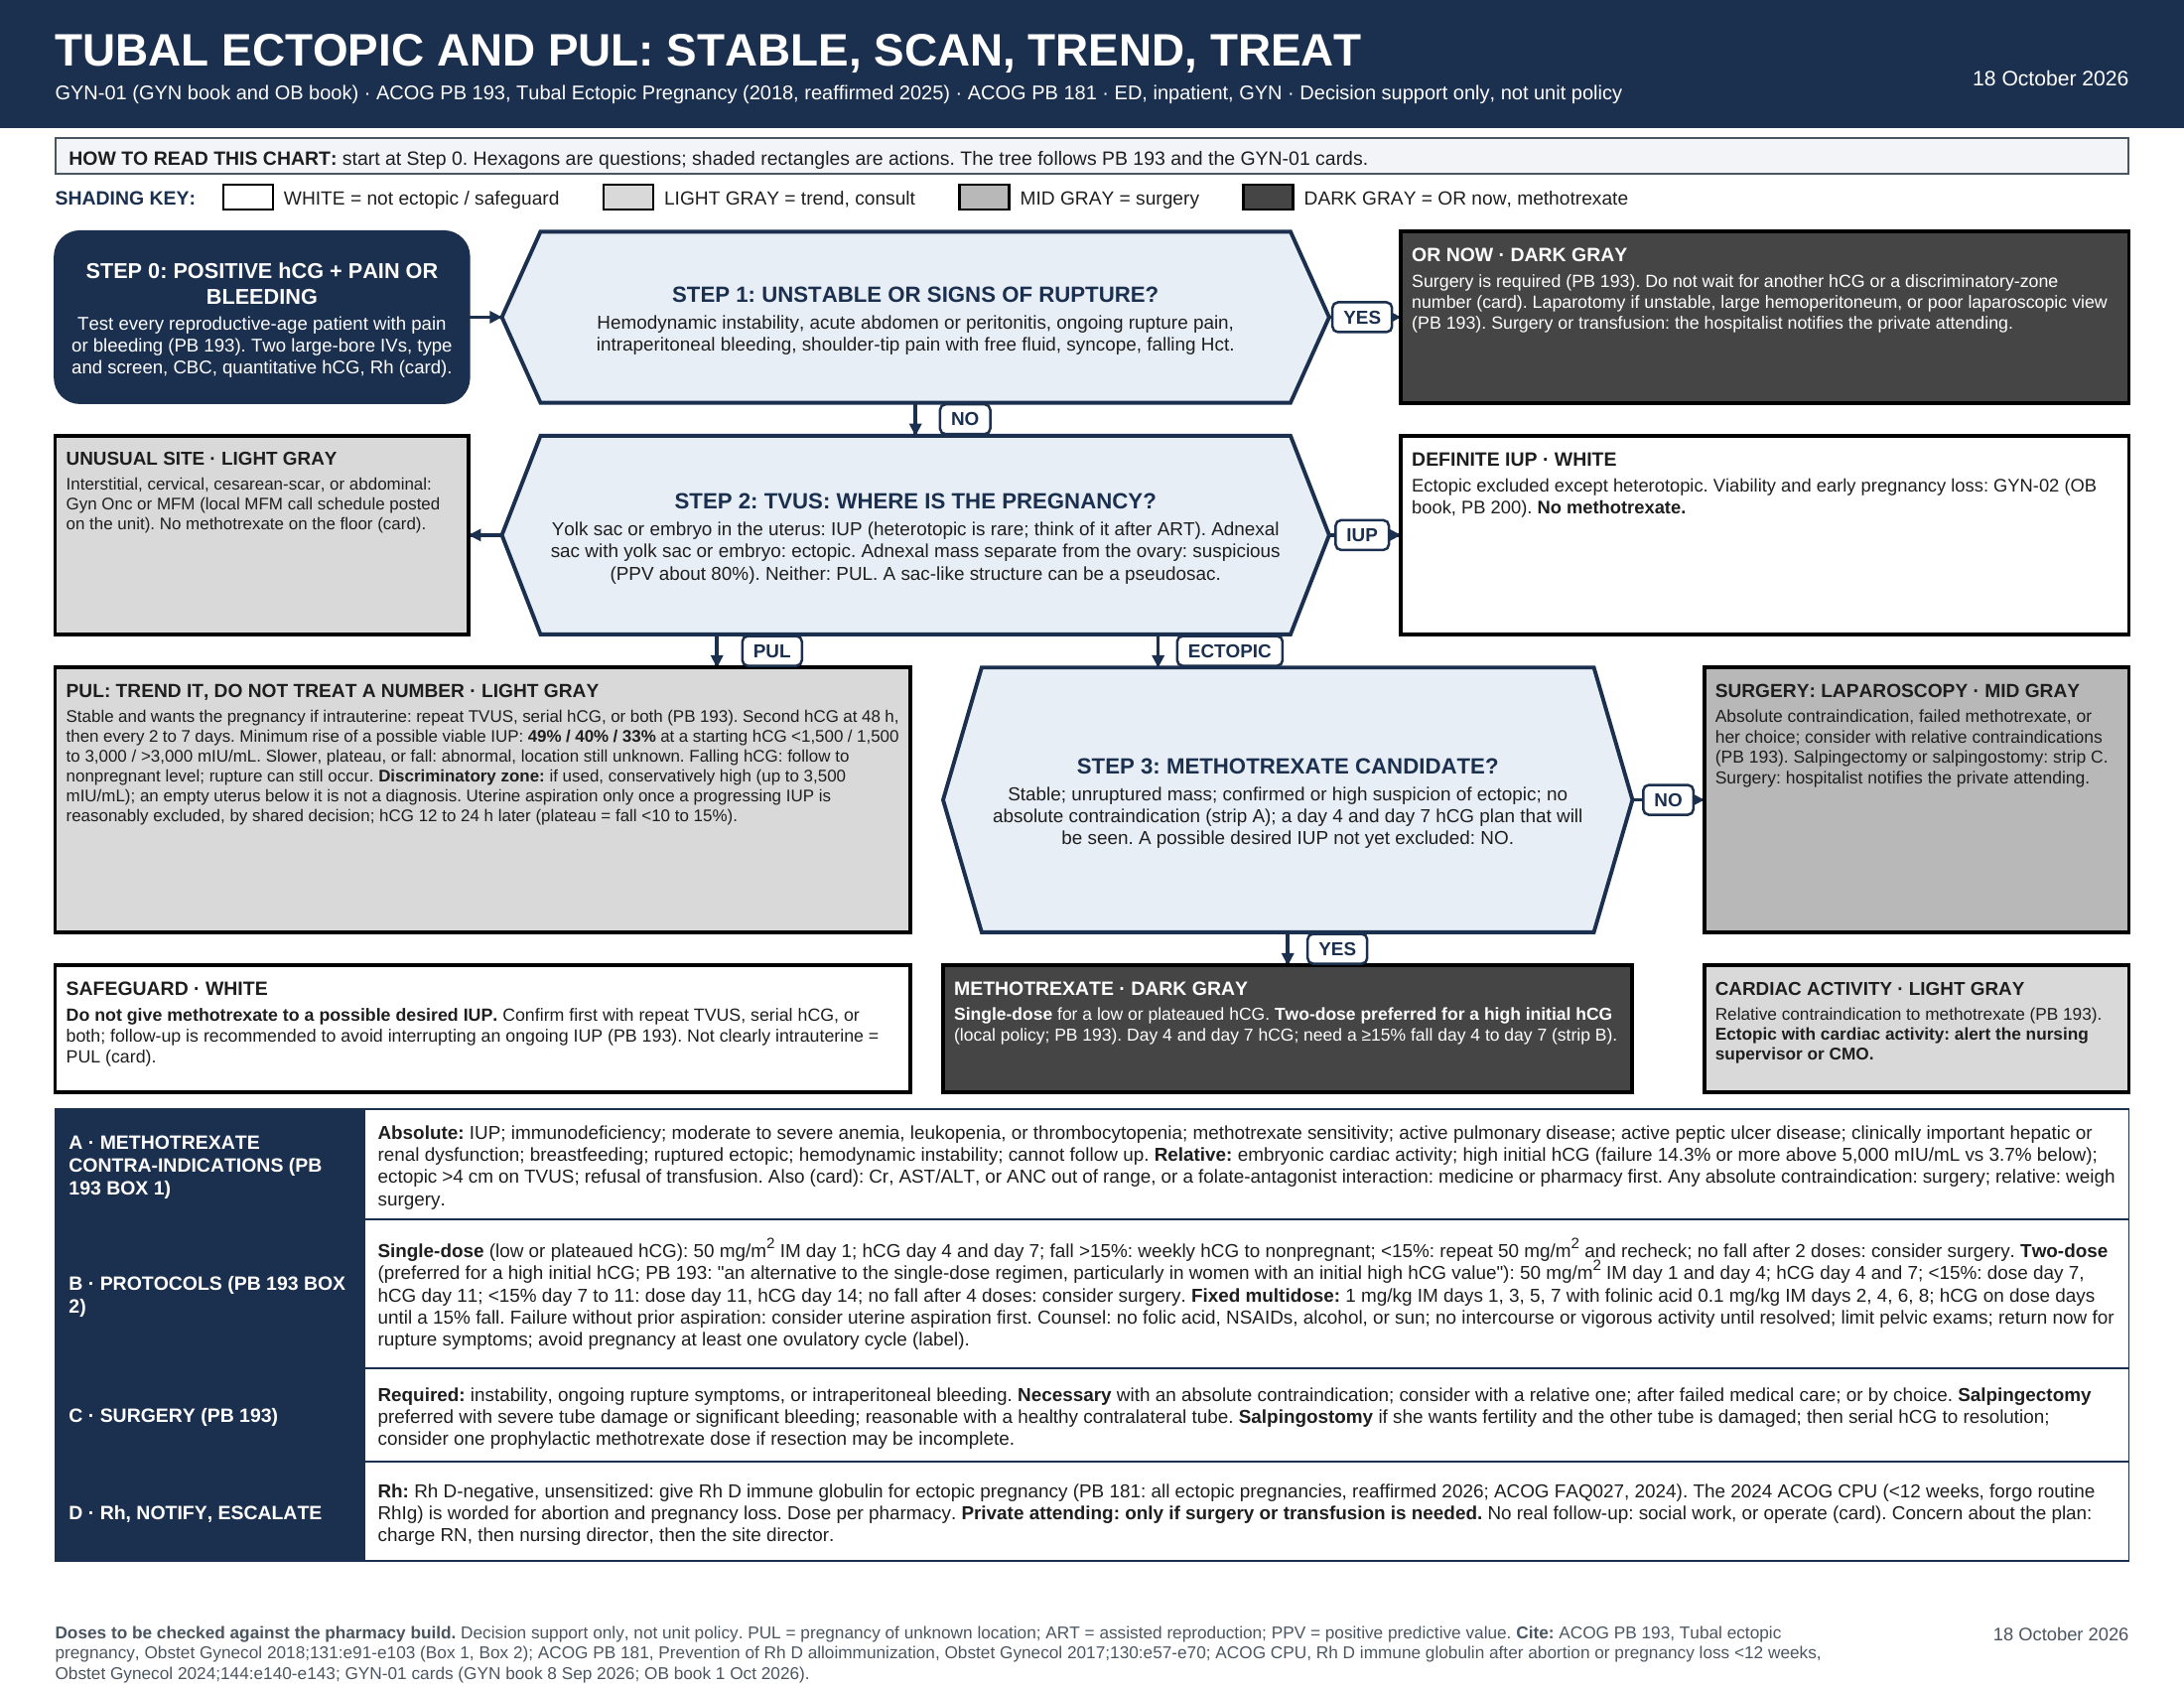 TUBAL ECTOPIC AND PUL: STABLE, SCAN, TREND, TREAT
GYN-01 (GYN book and OB book) · ACOG PB 193, Tubal Ectopic Pregnancy (2018, reaffirmed 2025) · ACOG PB 181 · ED, inpatient, GYN · Decision support only, not unit policy
18 October 2026
HOW TO READ THIS CHART: start at Step 0. Hexagons are questions; shaded rectangles are actions. The tree follows PB 193 and the GYN-01 cards.
SHADING KEY:
WHITE = not ectopic / safeguard
LIGHT GRAY = trend, consult
MID GRAY = surgery
DARK GRAY = OR now, methotrexate
STEP 0: POSITIVE hCG + PAIN OR
BLEEDING
Test every reproductive-age patient with pain
or bleeding (PB 193). Two large-bore IVs, type
and screen, CBC, quantitative hCG, Rh (card).
STEP 1: UNSTABLE OR SIGNS OF RUPTURE?
Hemodynamic instability, acute abdomen or peritonitis, ongoing rupture pain,
intraperitoneal bleeding, shoulder-tip pain with free fluid, syncope, falling Hct.
YES
OR NOW · DARK GRAY
Surgery is required (PB 193). Do not wait for another hCG or a discriminatory-zone
number (card). Laparotomy if unstable, large hemoperitoneum, or poor laparoscopic view
(PB 193). Surgery or transfusion: the hospitalist notifies the private attending.
NO
UNUSUAL SITE · LIGHT GRAY
Interstitial, cervical, cesarean-scar, or abdominal:
Gyn Onc or MFM (local MFM call schedule posted
on the unit). No methotrexate on the floor (card).
STEP 2: TVUS: WHERE IS THE PREGNANCY?
Yolk sac or embryo in the uterus: IUP (heterotopic is rare; think of it after ART). Adnexal
sac with yolk sac or embryo: ectopic. Adnexal mass separate from the ovary: suspicious
(PPV about 80%). Neither: PUL. A sac-like structure can be a pseudosac.
IUP
DEFINITE IUP · WHITE
Ectopic excluded except heterotopic. Viability and early pregnancy loss: GYN-02 (OB
book, PB 200). No methotrexate.
PUL
ECTOPIC
PUL: TREND IT, DO NOT TREAT A NUMBER · LIGHT GRAY
Stable and wants the pregnancy if intrauterine: repeat TVUS, serial hCG, or both (PB 193). Second hCG at 48 h,
then every 2 to 7 days. Minimum rise of a possible viable IUP: 49% / 40% / 33% at a starting hCG <1,500 / 1,500
to 3,000 / >3,000 mIU/mL. Slower, plateau, or fall: abnormal, location still unknown. Falling hCG: follow to
nonpregnant level; rupture can still occur. Discriminatory zone: if used, conservatively high (up to 3,500
mIU/mL); an empty uterus below it is not a diagnosis. Uterine aspiration only once a progressing IUP is
reasonably excluded, by shared decision; hCG 12 to 24 h later (plateau = fall <10 to 15%).
STEP 3: METHOTREXATE CANDIDATE?
Stable; unruptured mass; confirmed or high suspicion of ectopic; no
absolute contraindication (strip A); a day 4 and day 7 hCG plan that will
be seen. A possible desired IUP not yet excluded: NO.
NO
SURGERY: LAPAROSCOPY · MID GRAY
Absolute contraindication, failed methotrexate, or
her choice; consider with relative contraindications
(PB 193). Salpingectomy or salpingostomy: strip C.
Surgery: hospitalist notifies the private attending.
YES
SAFEGUARD · WHITE
Do not give methotrexate to a possible desired IUP. Confirm first with repeat TVUS, serial hCG, or
both; follow-up is recommended to avoid interrupting an ongoing IUP (PB 193). Not clearly intrauterine =
PUL (card).
METHOTREXATE · DARK GRAY
Single-dose for a low or plateaued hCG. Two-dose preferred for a high initial hCG
(local policy; PB 193). Day 4 and day 7 hCG; need a ≥15% fall day 4 to day 7 (strip B).
CARDIAC ACTIVITY · LIGHT GRAY
Relative contraindication to methotrexate (PB 193).
Ectopic with cardiac activity: alert the nursing
supervisor or CMO.
A · METHOTREXATE
CONTRA-INDICATIONS (PB
193 BOX 1)
Absolute: IUP; immunodeficiency; moderate to severe anemia, leukopenia, or thrombocytopenia; methotrexate sensitivity; active pulmonary disease; active peptic ulcer disease; clinically important hepatic or
renal dysfunction; breastfeeding; ruptured ectopic; hemodynamic instability; cannot follow up. Relative: embryonic cardiac activity; high initial hCG (failure 14.3% or more above 5,000 mIU/mL vs 3.7% below);
ectopic >4 cm on TVUS; refusal of transfusion. Also (card): Cr, AST/ALT, or ANC out of range, or a folate-antagonist interaction: medicine or pharmacy first. Any absolute contraindication: surgery; relative: weigh
surgery.
B · PROTOCOLS (PB 193 BOX
2)
Single-dose (low or plateaued hCG): 50 mg/m² IM day 1; hCG day 4 and day 7; fall >15%: weekly hCG to nonpregnant; <15%: repeat 50 mg/m² and recheck; no fall after 2 doses: consider surgery. Two-dose
(preferred for a high initial hCG; PB 193: "an alternative to the single-dose regimen, particularly in women with an initial high hCG value"): 50 mg/m² IM day 1 and day 4; hCG day 4 and 7; <15%: dose day 7,
hCG day 11; <15% day 7 to 11: dose day 11, hCG day 14; no fall after 4 doses: consider surgery. Fixed multidose: 1 mg/kg IM days 1, 3, 5, 7 with folinic acid 0.1 mg/kg IM days 2, 4, 6, 8; hCG on dose days
until a 15% fall. Failure without prior aspiration: consider uterine aspiration first. Counsel: no folic acid, NSAIDs, alcohol, or sun; no intercourse or vigorous activity until resolved; limit pelvic exams; return now for
rupture symptoms; avoid pregnancy at least one ovulatory cycle (label).
C · SURGERY (PB 193)
Required: instability, ongoing rupture symptoms, or intraperitoneal bleeding. Necessary with an absolute contraindication; consider with a relative one; after failed medical care; or by choice. Salpingectomy
preferred with severe tube damage or significant bleeding; reasonable with a healthy contralateral tube. Salpingostomy if she wants fertility and the other tube is damaged; then serial hCG to resolution;
consider one prophylactic methotrexate dose if resection may be incomplete.
D · Rh, NOTIFY, ESCALATE
Rh: Rh D-negative, unsensitized: give Rh D immune globulin for ectopic pregnancy (PB 181: all ectopic pregnancies, reaffirmed 2026; ACOG FAQ027, 2024). The 2024 ACOG CPU (<12 weeks, forgo routine
RhIg) is worded for abortion and pregnancy loss. Dose per pharmacy. Private attending: only if surgery or transfusion is needed. No real follow-up: social work, or operate (card). Concern about the plan:
charge RN, then nursing director, then the site director.
Doses to be checked against the pharmacy build. Decision support only, not unit policy. PUL = pregnancy of unknown location; ART = assisted reproduction; PPV = positive predictive value. Cite: ACOG PB 193, Tubal ectopic
pregnancy, Obstet Gynecol 2018;131:e91-e103 (Box 1, Box 2); ACOG PB 181, Prevention of Rh D alloimmunization, Obstet Gynecol 2017;130:e57-e70; ACOG CPU, Rh D immune globulin after abortion or pregnancy loss <12 weeks,
Obstet Gynecol 2024;144:e140-e143; GYN-01 cards (GYN book 8 Sep 2026; OB book 1 Oct 2026).
18 October 2026